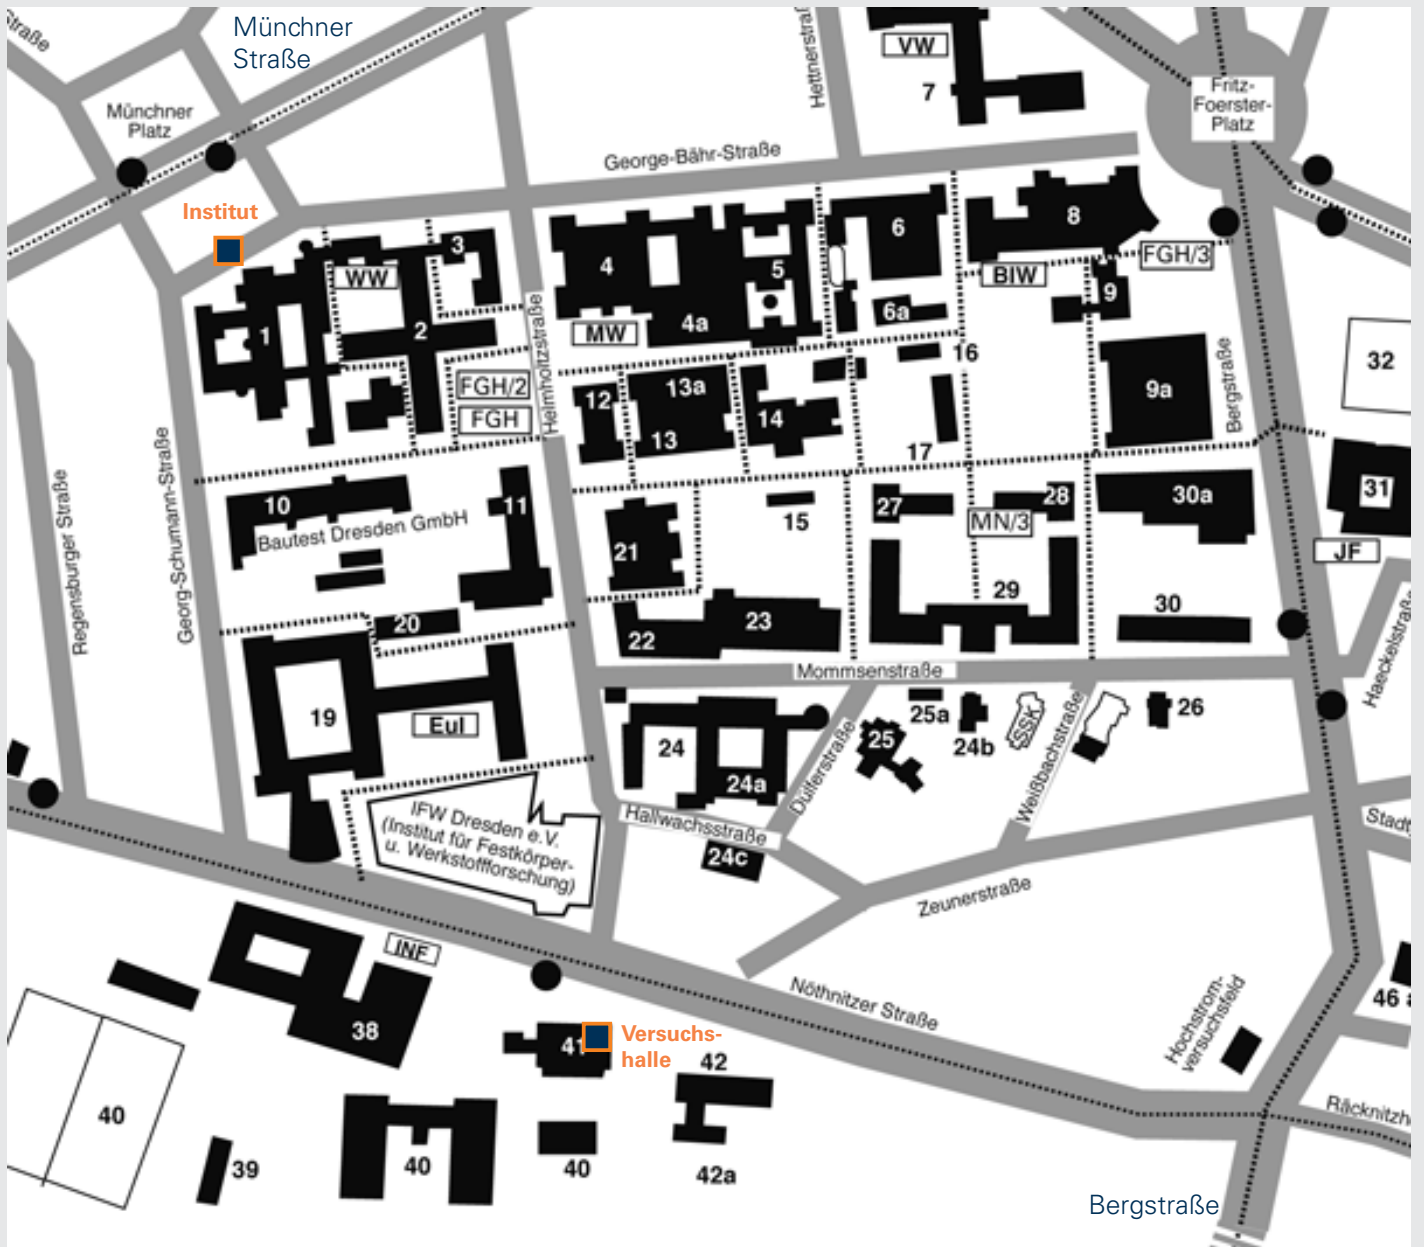 Straße
Münchner
Straße
Münchner
Platz
Hettnerstraß
VW
7
Fritz-
Foerster-
Platz
George-Bähr-Straße
Institut
1
WW
2
3
4
4a
5
MW
6
6a
8
BIW
FGH/3
9
9a
Bergstraße
32
31
JF
Helmholtzstraße
FGH/2
FGH
12
13a
13
14
16
17
Regensburger Straße
Georg-Schumann-Straße
10
Bautest Dresden GmbH
11
21
15
27
28
MN/3
29
30a
30
Haeckelstraße
20
22
23
Mommsenstraße
19
Eul
24
24a
Dülferstraße
25
25a
24b
SSK
Weißbachstraße
26
IFW Dresden e.V.
(Institut für Festkörper-
u. Werkstoffforschung)
Hallwachsstraße
24c
Zeunerstraße
Stadt
INF
38
Nöthnitzer Straße
Hochstrom-
versuchsfeld
46 a
41
Versuchs-
halle
42
42a
40
39
40
40
Räcknitzh
Bergstraße